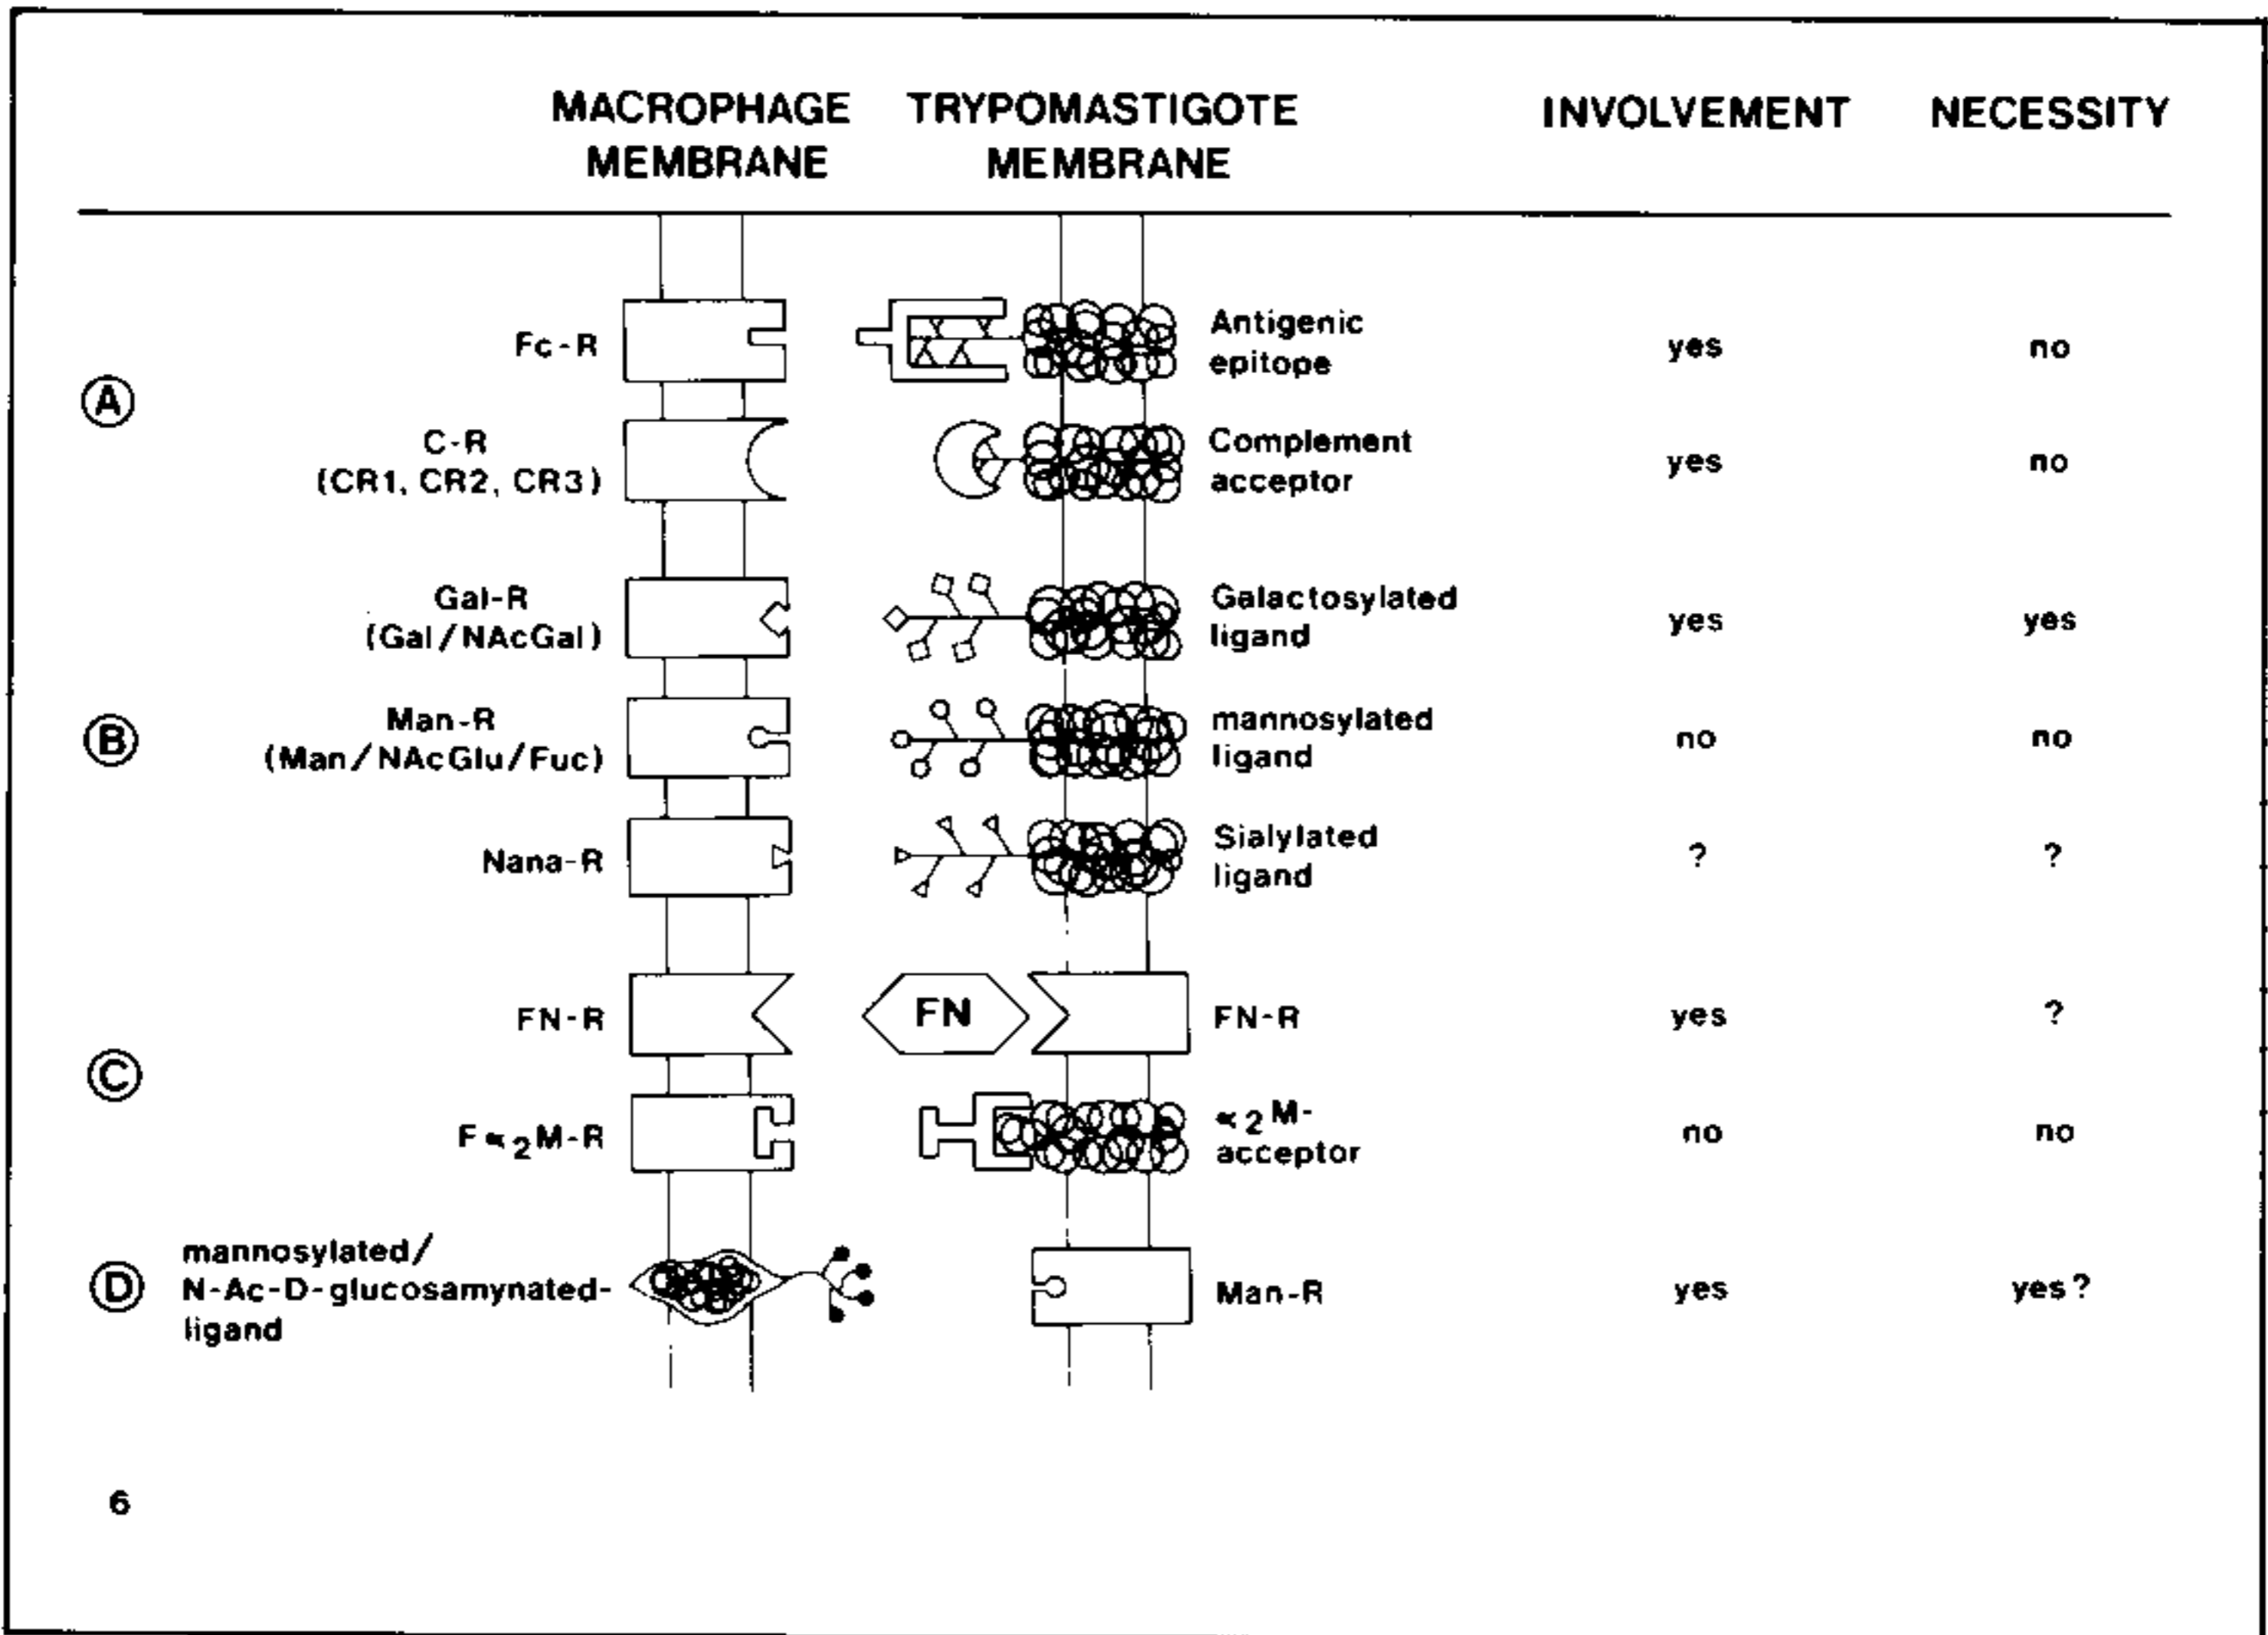 MACROPHAGE MEMBRANE
TRYPOMASTIGOTE MEMBRANE
INVOLVEMENT
NECESSITY
A
Fc-R
Antigenic epitope
yes
no
C-R
(CR1, CR2, CR3)
Complement acceptor
yes
no
B
Gal-R
(Gal/NAcGal)
Galactosylated ligand
yes
yes
Man-R
(Man/NAcGlu/Fuc)
mannosylated ligand
no
no
Nana-R
Sialylated ligand
?
?
C
FN-R
FN
FN-R
yes
?
F∝2M-R
∝2M-
acceptor
no
no
D
mannosylated/
N-Ac-D-glucosamynated-
ligand
Man-R
yes
yes?
6